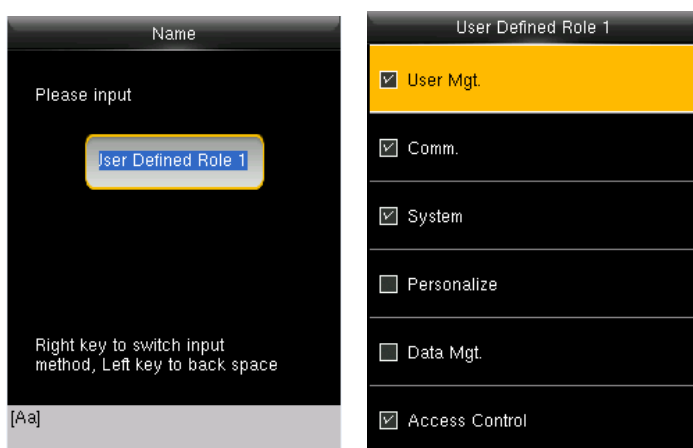 Name
Please input
User Defined Role 1
Right key to switch input
method, Left key to back space
[Aa]
User Defined Role 1
User Mgt.
Comm.
System
Personalize
Data Mgt.
Access Control